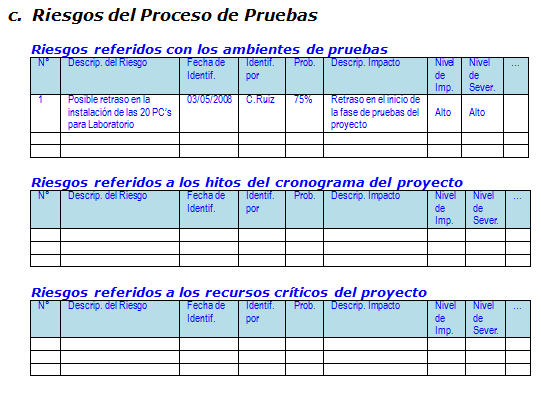 c. Riesgos del Proceso de Pruebas
Riesgos referidos con los ambientes de pruebas
N° Descrip. del Riesgo Fecha de Identif. Identif. por Prob. Descrip. Impacto Nivel de Imp. Nivel de Sever. ...
1 Posible retraso en la instalación de las 20 PC's para Laboratorio 03/05/2008 C.Ruiz 75% Retraso en el inicio de la fase de pruebas del proyecto Alto Alto
Riesgos referidos a los hitos del cronograma del proyecto
N° Descrip. del Riesgo Fecha de Identif. Identif. por Prob. Descrip. Impacto Nivel de Imp. Nivel de Sever. ...
Riesgos referidos a los recursos críticos del proyecto
N° Descrip. del Riesgo Fecha de Identif. Identif. por Prob. Descrip. Impacto Nivel de Imp. Nivel de Sever. ...